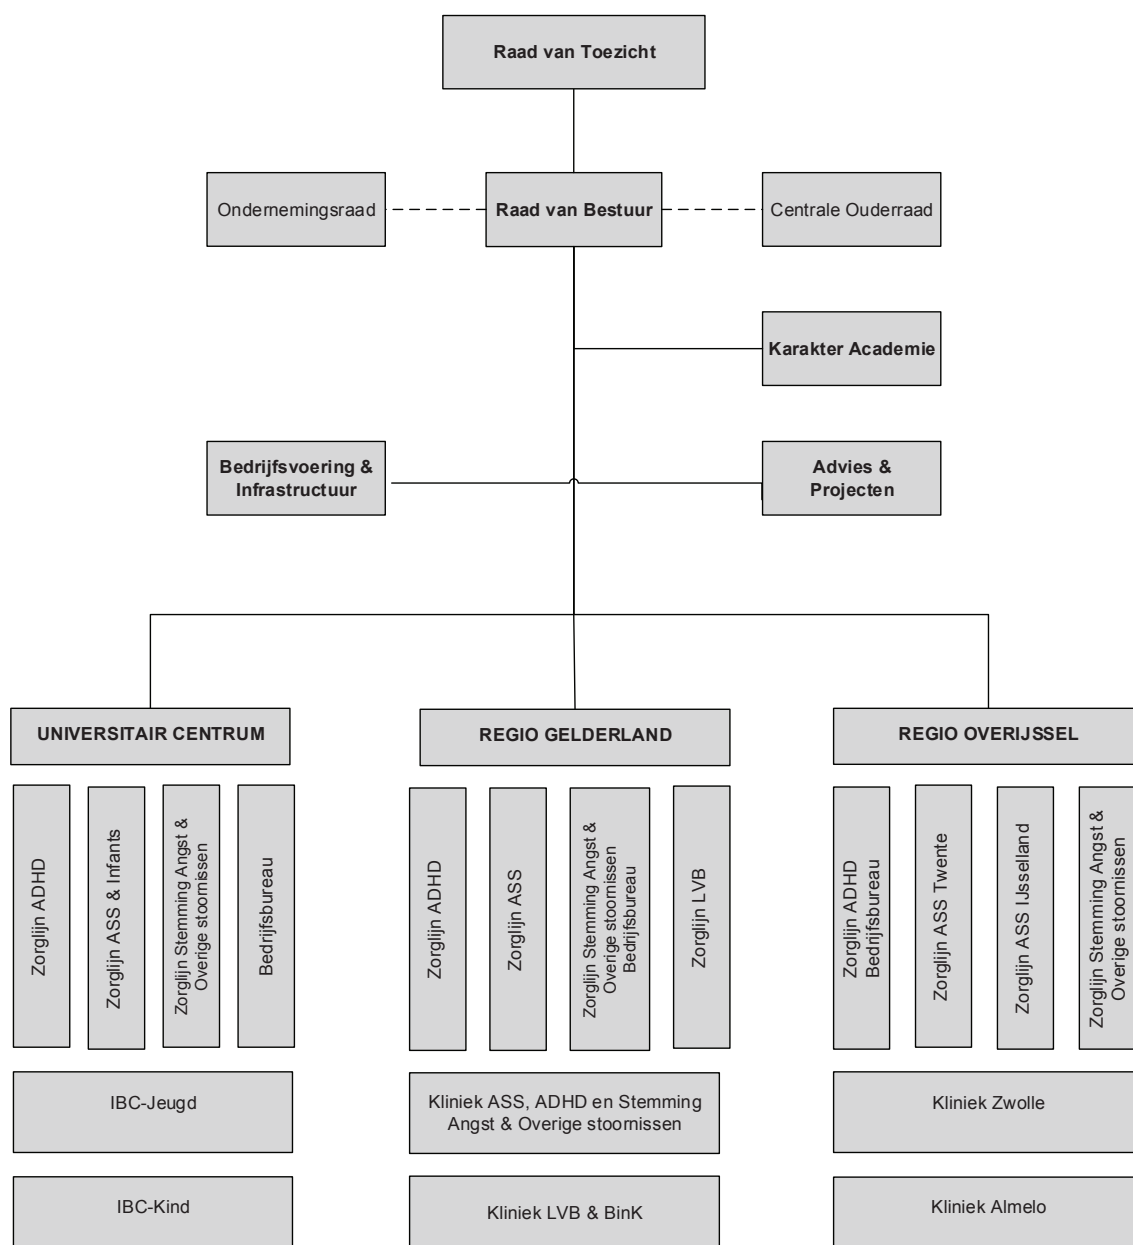 Raad van Toezicht
Ondernemingsraad
Raad van Bestuur
Centrale Ouderraad
Karakter Academie
Bedrijfsvoering &
Infrastructuur
Advies &
Projecten
UNIVERSITAIR CENTRUM
REGIO GELDERLAND
REGIO OVERIJSSEL
Zorglijn ADHD
Zorglijn ASS & Infants
Zorglijn Stemming Angst &
Overige stoornissen
Bedrijfsbureau
Zorglijn ADHD
Zorglijn ASS
Zorglijn Stemming Angst &
Overige stoornissen
Bedrijfsbureau
Zorglijn LVB
Zorglijn ADHD
Bedrijfsbureau
Zorglijn ASS Twente
Zorglijn ASS IJsselland
Zorglijn Stemming Angst &
Overige stoornissen
IBC-Jeugd
Kliniek ASS, ADHD en Stemming
Angst & Overige stoornissen
Kliniek Zwolle
IBC-Kind
Kliniek LVB & BinK
Kliniek Almelo